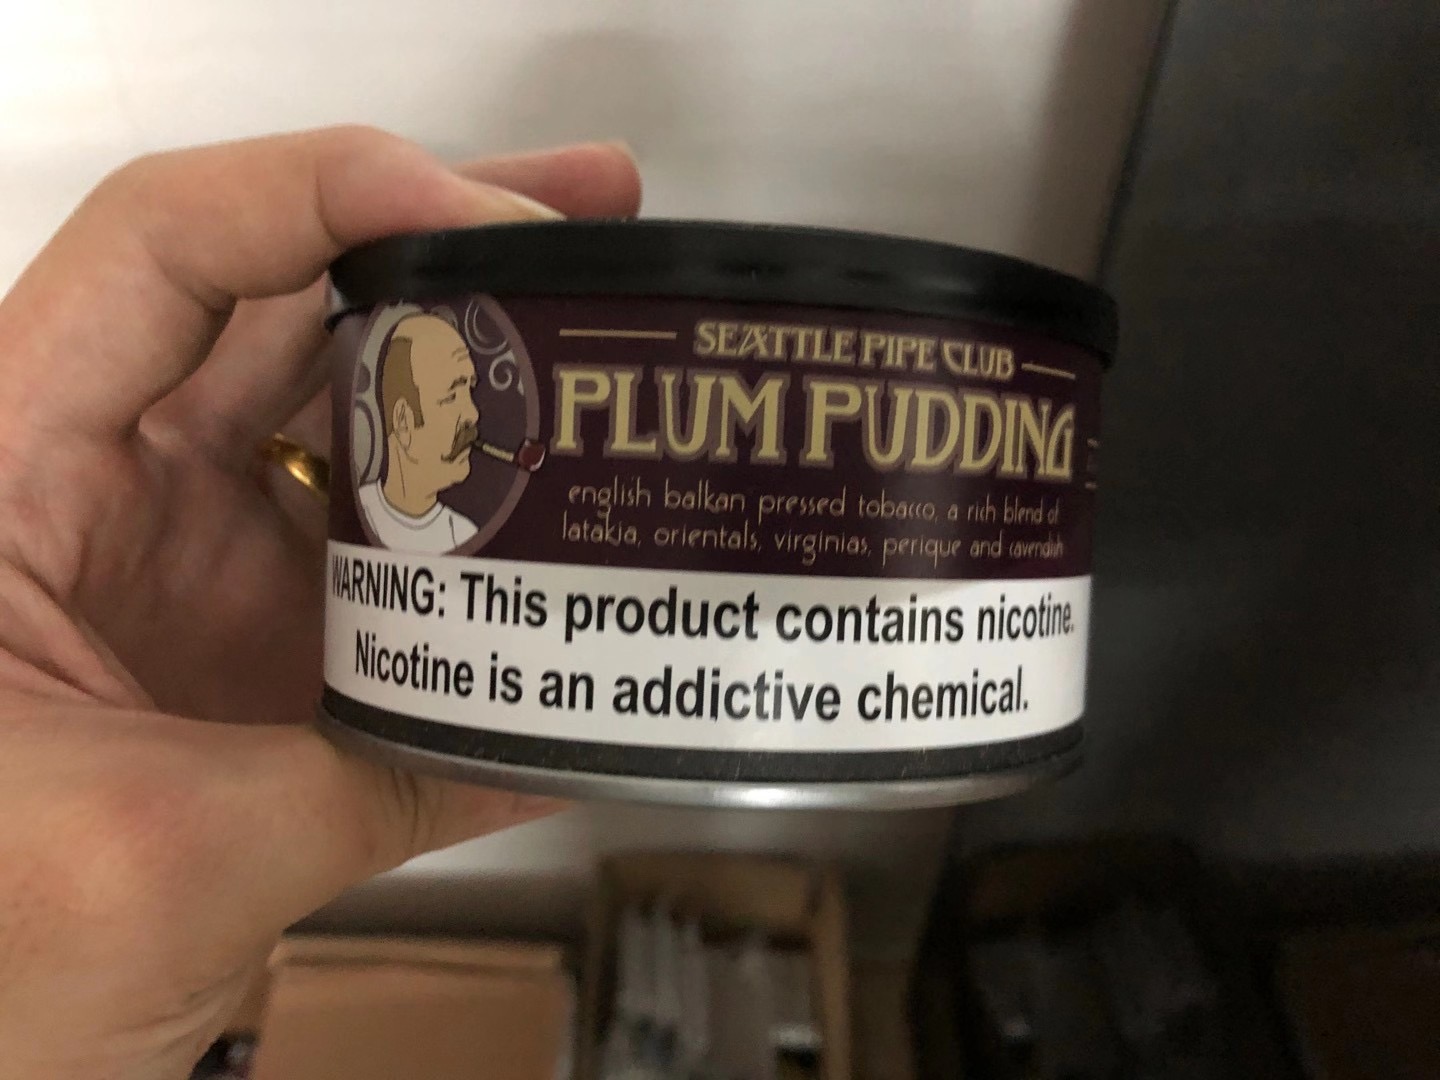 SEATTLE PIPE CLUB
PLUM PUDDING
english balkan pressed tobacco, a rich blend of
latakia, orientals, virginias, perique and cavendish
WARNING: This product contains nicotine.
Nicotine is an addictive chemical.